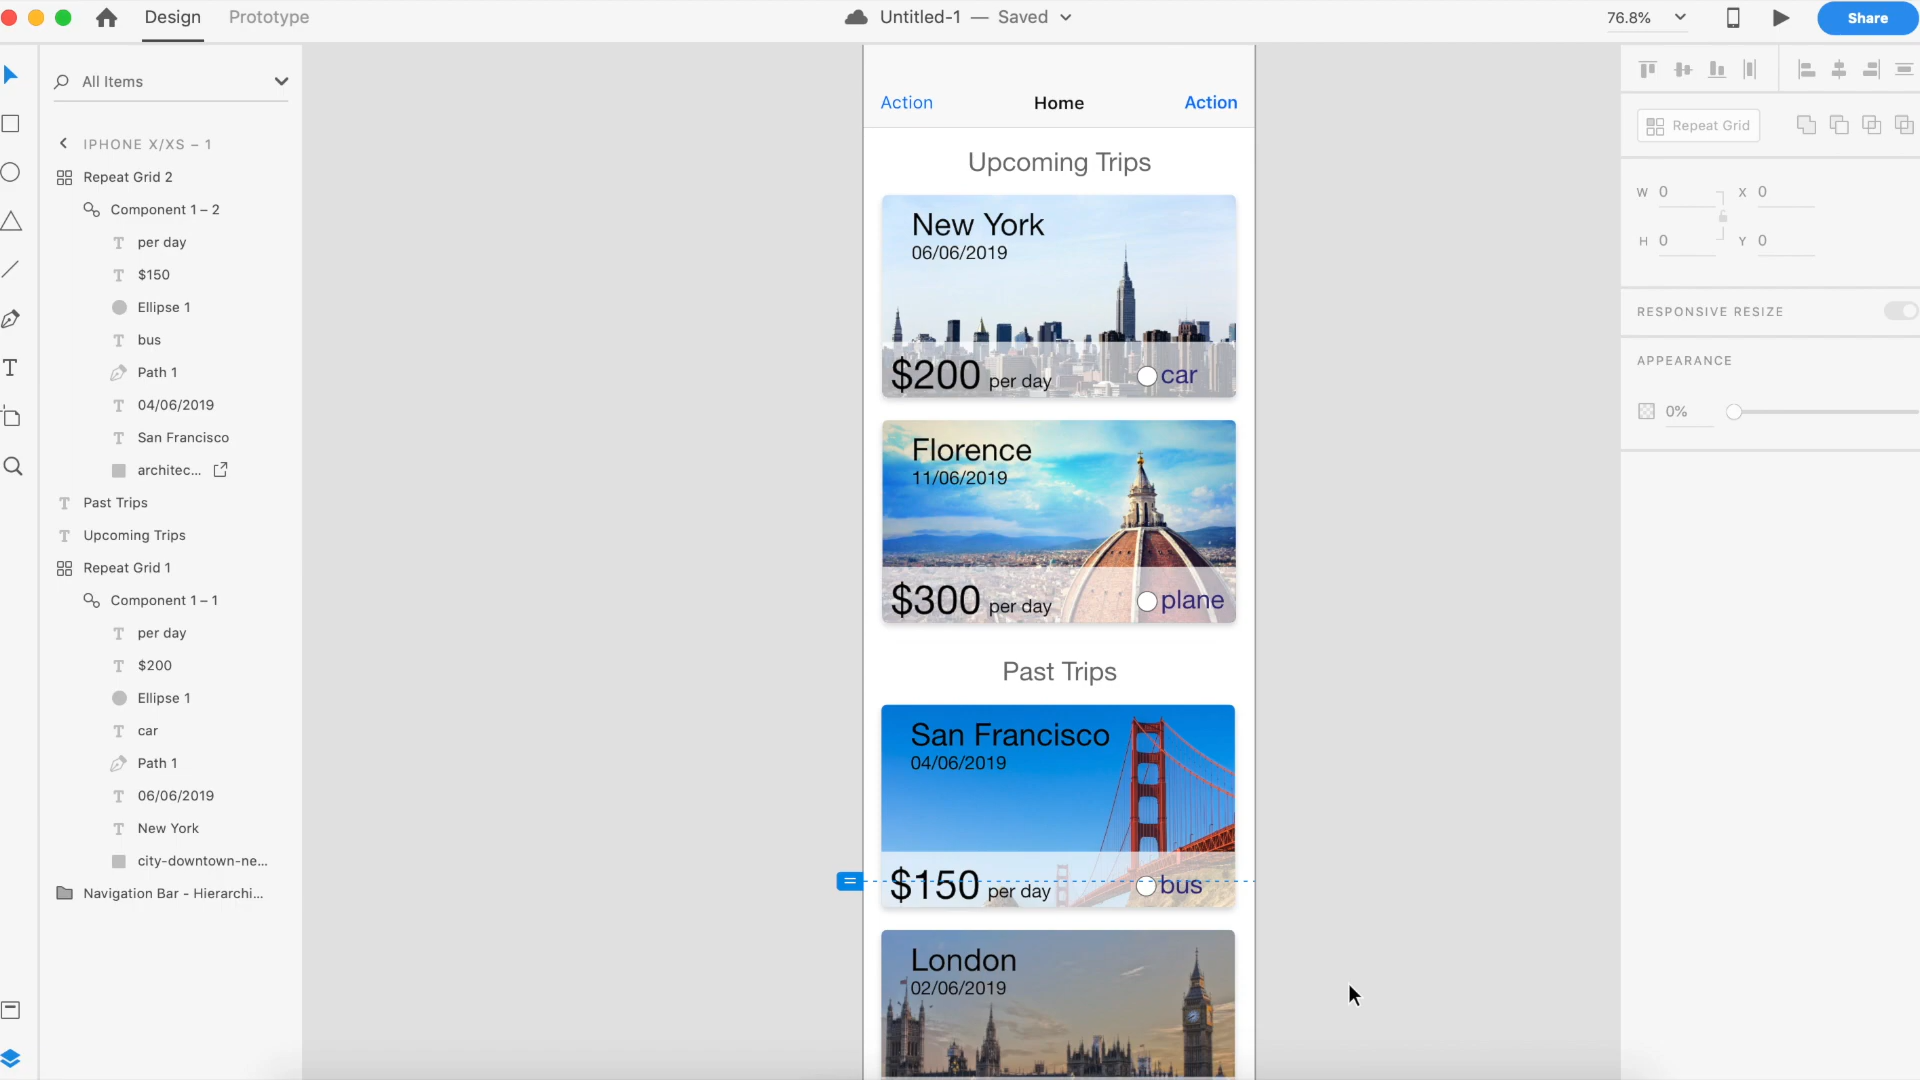 Design
Prototype
Untitled-1 — Saved
76.8%
Share
All Items
IPHONE X/XS – 1
Repeat Grid 2
Component 1 – 2
per day
$150
Ellipse 1
bus
Path 1
04/06/2019
San Francisco
architec...
Past Trips
Upcoming Trips
Repeat Grid 1
Component 1 – 1
per day
$200
Ellipse 1
car
Path 1
06/06/2019
New York
city-downtown-ne...
Navigation Bar - Hierarchi...
Action
Home
Action
Upcoming Trips
New York
06/06/2019
$200 per day
car
Florence
11/06/2019
$300 per day
plane
Past Trips
San Francisco
04/06/2019
$150 per day
bus
London
02/06/2019
Repeat Grid
W 0
X 0
H 0
Y 0
RESPONSIVE RESIZE
APPEARANCE
0%